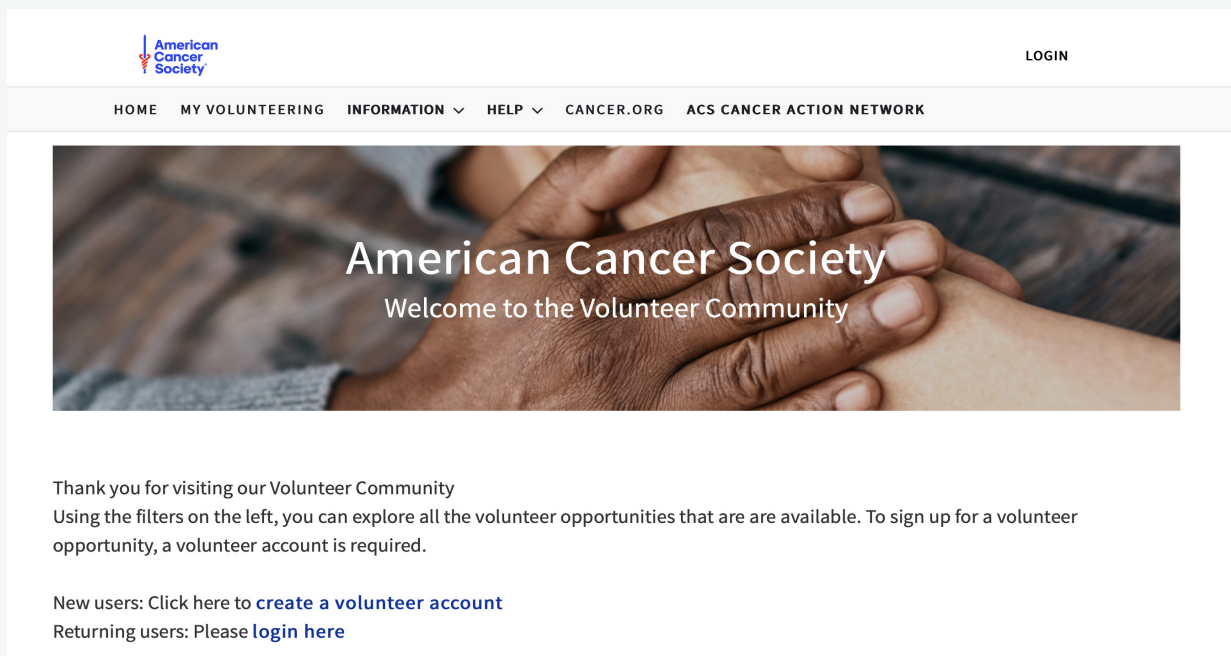 American
Cancer
Society
LOGIN
HOME MY VOLUNTEERING INFORMATION HELP CANCER.ORG ACS CANCER ACTION NETWORK
American Cancer Society
Welcome to the Volunteer Community
Thank you for visiting our Volunteer Community
Using the filters on the left, you can explore all the volunteer opportunities that are are available. To sign up for a volunteer
opportunity, a volunteer account is required.
New users: Click here to create a volunteer account
Returning users: Please login here